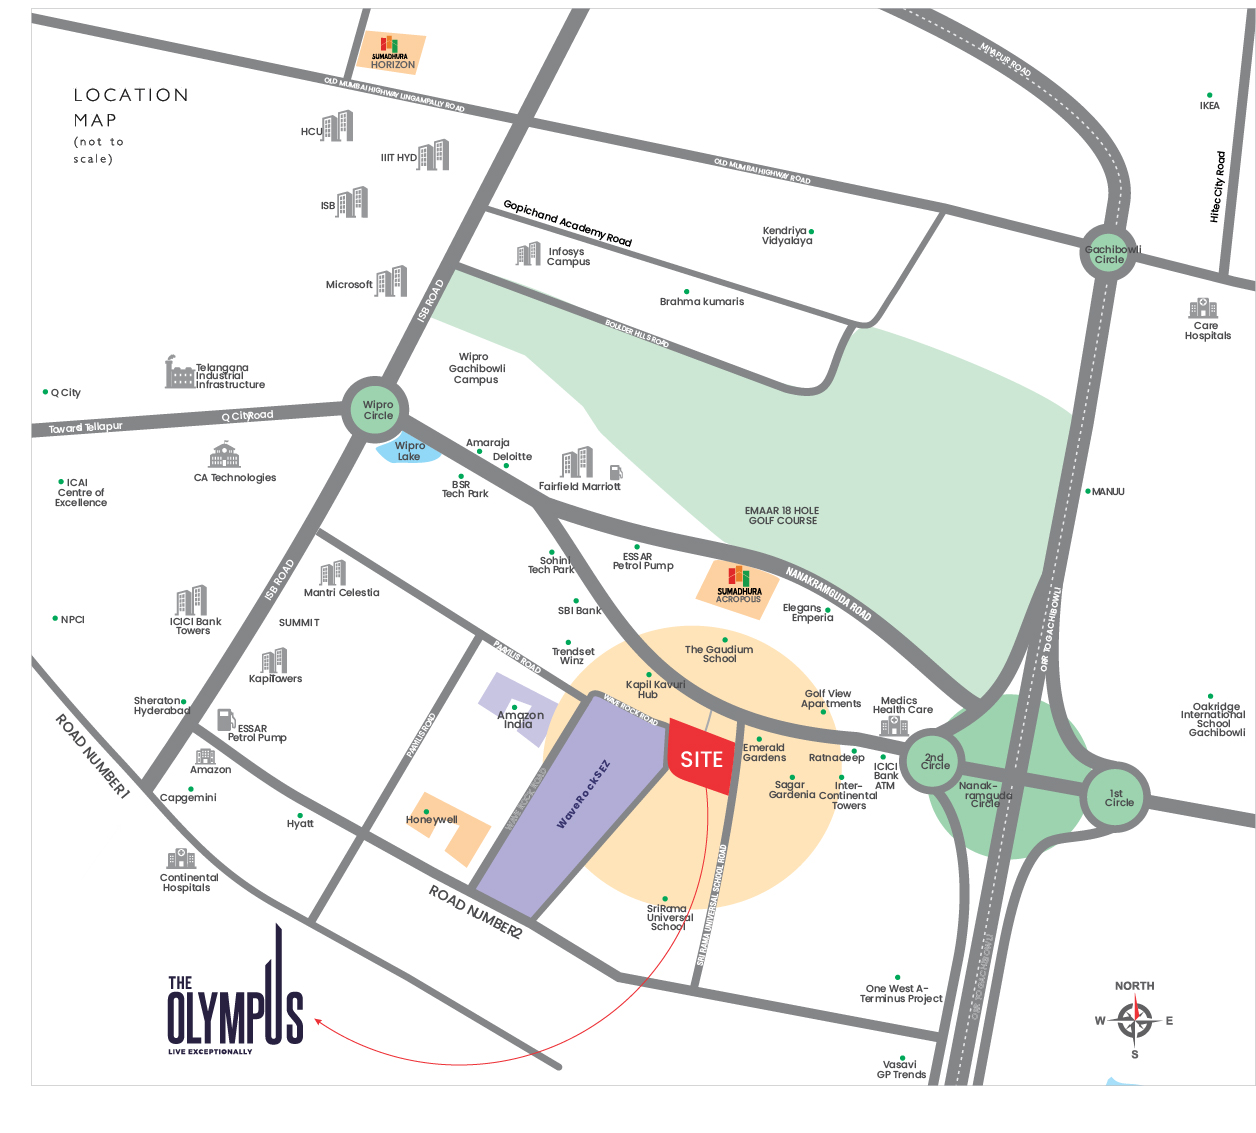 SUMADHURA
HORIZON
MIYAPUR ROAD
OLD MUMBAI HIGHWAY LINGAMPALLY ROAD
LOCATION
MAP
(not to
scale)
IKEA
HCU
IIIT HYD
OLD MUMBAI HIGHWAY ROAD
Hitec City Road
ISB
Gopichand Academy Road
Kendriya
Vidyalaya
Infosys
Campus
Gachibowli
Circle
Microsoft
ISB ROAD
Brahma kumaris
BOULDER HILLS ROAD
Care
Hospitals
Wipro
Gachibowli
Campus
Telangana
Industrial
Infrastructure
Q City
Wipro
Circle
Q City Road
Toward Tellapur
Wipro
Lake
Amaraja
Deloitte
CA Technologies
BSR
Tech Park
Fairfield Marriott
ICAI
Centre of
Excellence
MANUU
EMAAR 18 HOLE
GOLF COURSE
Sohini
Tech Park
ESSAR
Petrol Pump
NANAKRAMGUDA ROAD
SUMADHURA
ACROPOLIS
ISB ROAD
Mantri Celestia
SBI Bank
Elegans
Emperia
NPCI
ICICI Bank
Towers
SUMMIT
ORR TO GACHIBOWLI
Trendset
Winz
The Gaudium
School
KapilTowers
Kapil Kavuri
Hub
Sheraton
Hyderabad
Golf View
Apartments
Medics
Health Care
Oakridge
International
School
Gachibowli
WAVE ROCK ROAD
Amazon
India
ESSAR
Petrol Pump
ROAD NUMBER 1
SITE
Emerald
Gardens
Ratnadeep
ICICI
Bank
ATM
2nd
Circle
Amazon
Capgemini
WAVE ROCK ROAD
WaveRockSEZ
Sagar
Gardenia
Inter-
Continental
Towers
Nanak-
ramguda
Circle
1st
Circle
Hyatt
Honeywell
Continental
Hospitals
ROAD NUMBER 2
SRI RAMA UNIVERSAL SCHOOL ROAD
SriRama
Universal
School
ORR TO GACHIBOWLI
THE
OLYMPUS
LIVE EXCEPTIONALLY
One West A-
Terminus Project
NORTH
W
E
S
Vasavi
GP Trends